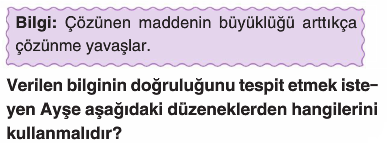 Bilgi: Çözünen maddenin büyüklüğü arttıkça
çözünme yavaşlar.
Verilen bilginin doğruluğunu tespit etmek iste-
yen Ayşe aşağıdaki düzeneklerden hangilerini
kullanmalıdır?